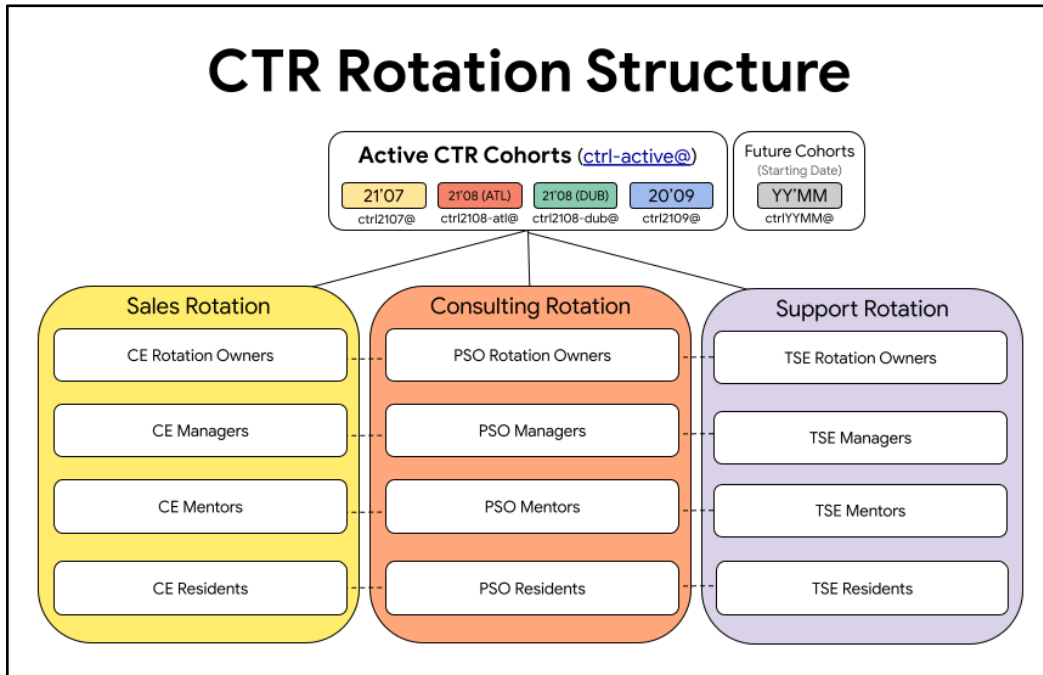 CTR Rotation Structure
Active CTR Cohorts (ctrl-active@)
21'07
21'08 (ATL)
21'08 (DUB)
20'09
ctrl2107@
ctrl2108-atl@
ctrl2108-dub@
ctrl2109@
Future Cohorts
(Starting Date)
YY'MM
ctrlYYMM@
Sales Rotation
CE Rotation Owners
CE Managers
CE Mentors
CE Residents
Consulting Rotation
PSO Rotation Owners
PSO Managers
PSO Mentors
PSO Residents
Support Rotation
TSE Rotation Owners
TSE Managers
TSE Mentors
TSE Residents